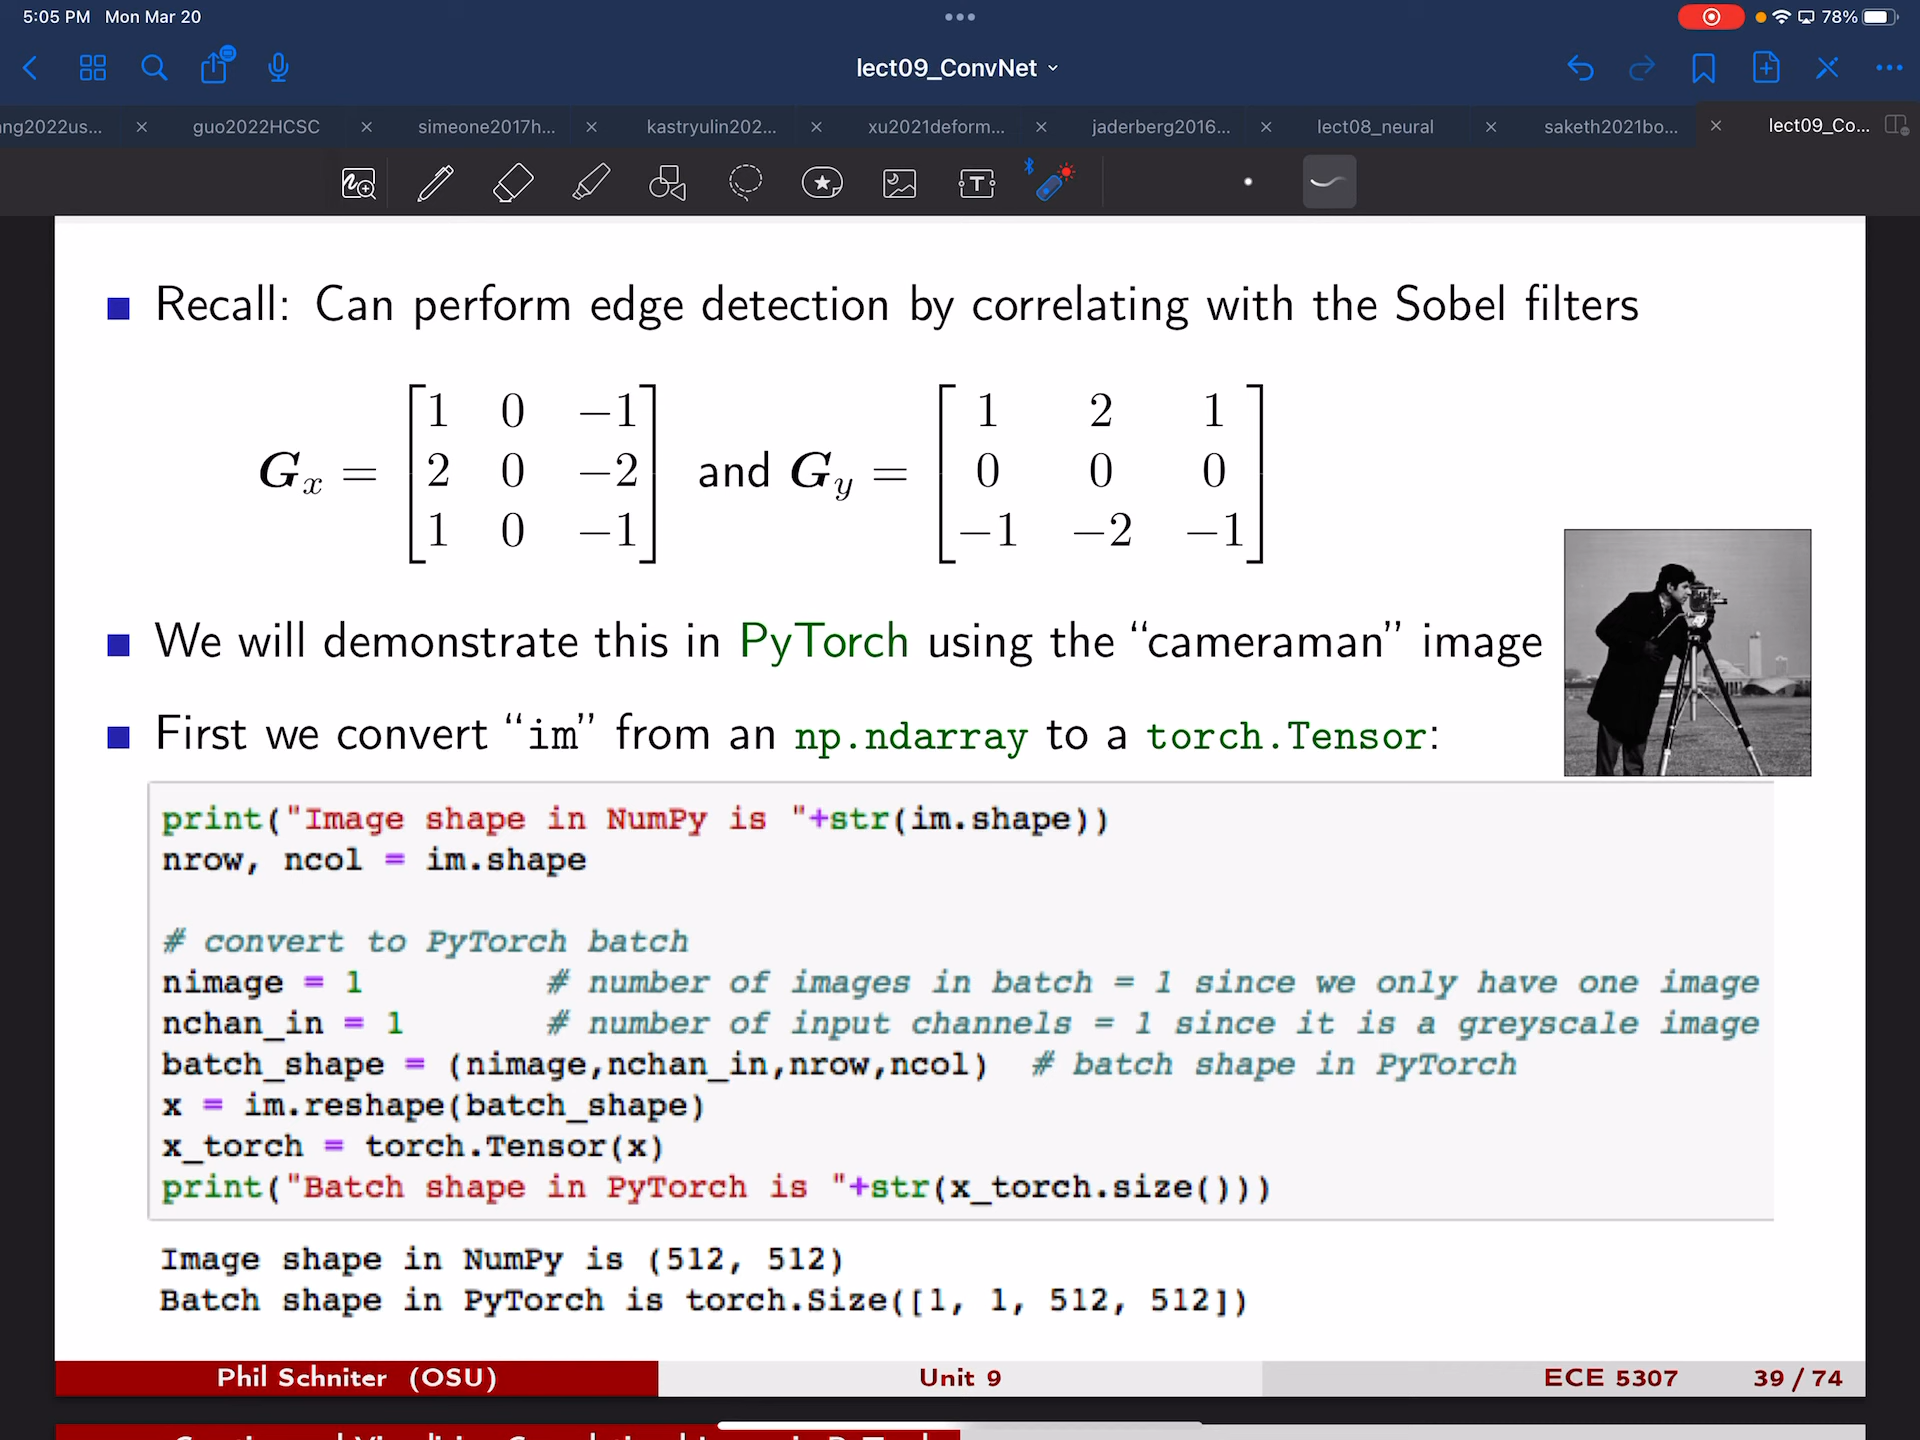 5:05 PM Mon Mar 20
78%
lect09_ConvNet
ng2022us...
guo2022HCSC
simeone2017h...
kastryulin202...
xu2021deform...
jaderberg2016...
lect08_neural
saketh2021bo...
lect09_Co...
Recall: Can perform edge detection by correlating with the Sobel filters
G_x = [1 0 −1; 2 0 −2; 1 0 −1] and G_y = [1 2 1; 0 0 0; −1 −2 −1]
We will demonstrate this in PyTorch using the “cameraman” image
First we convert “im” from an np.ndarray to a torch.Tensor:
print("Image shape in NumPy is "+str(im.shape))
nrow, ncol = im.shape
# convert to PyTorch batch
nimage = 1 # number of images in batch = 1 since we only have one image
nchan_in = 1 # number of input channels = 1 since it is a greyscale image
batch_shape = (nimage,nchan_in,nrow,ncol) # batch shape in PyTorch
x = im.reshape(batch_shape)
x_torch = torch.Tensor(x)
print("Batch shape in PyTorch is "+str(x_torch.size()))
Image shape in NumPy is (512, 512)
Batch shape in PyTorch is torch.Size([1, 1, 512, 512])
Phil Schniter (OSU)
Unit 9
ECE 5307
39 / 74